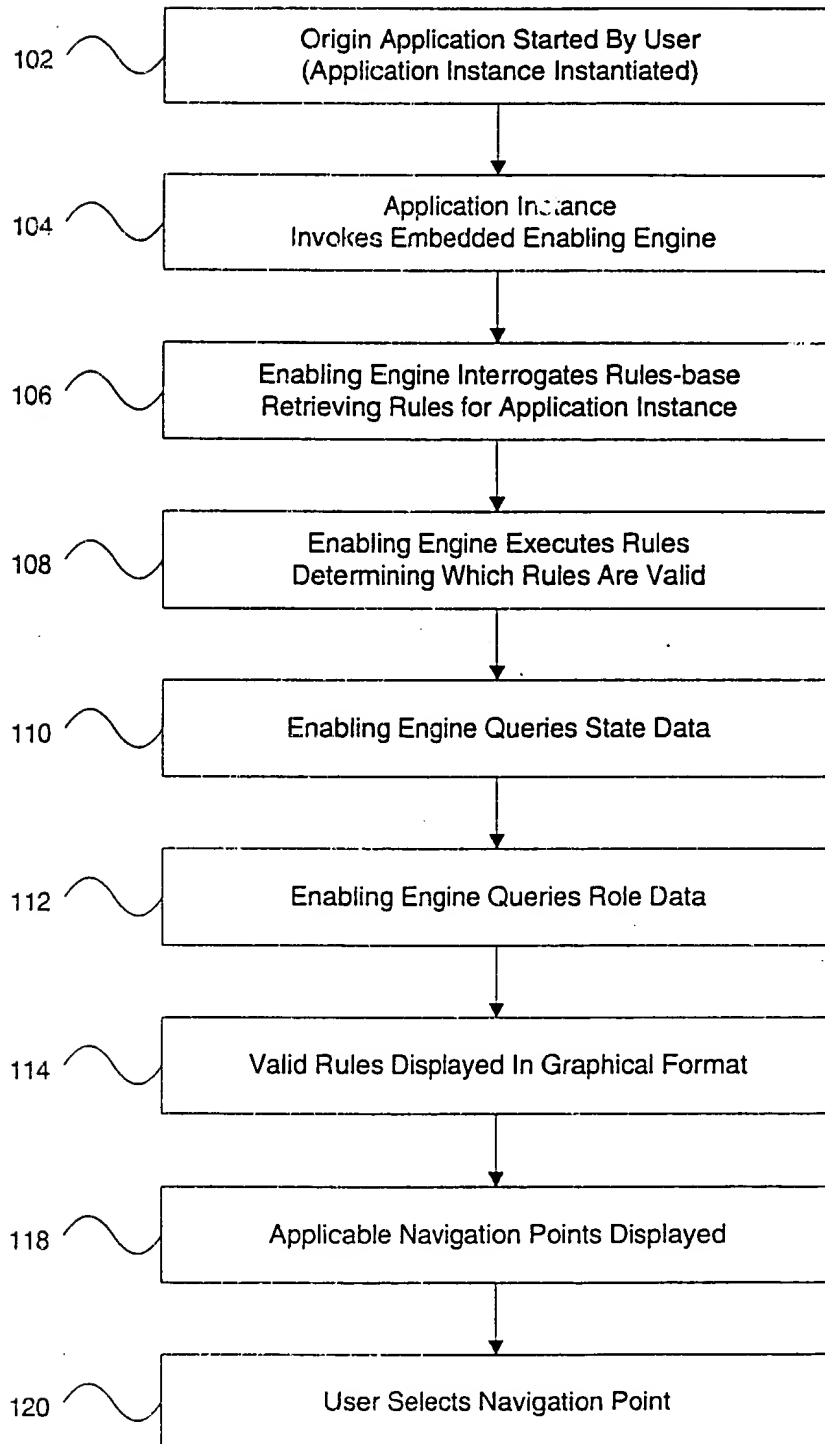 102
Origin Application Started By User
(Application Instance Instantiated)
104
Application Instance
Invokes Embedded Enabling Engine
106
Enabling Engine Interrogates Rules-base
Retrieving Rules for Application Instance
108
Enabling Engine Executes Rules
Determining Which Rules Are Valid
110
Enabling Engine Queries State Data
112
Enabling Engine Queries Role Data
114
Valid Rules Displayed In Graphical Format
118
Applicable Navigation Points Displayed
120
User Selects Navigation Point